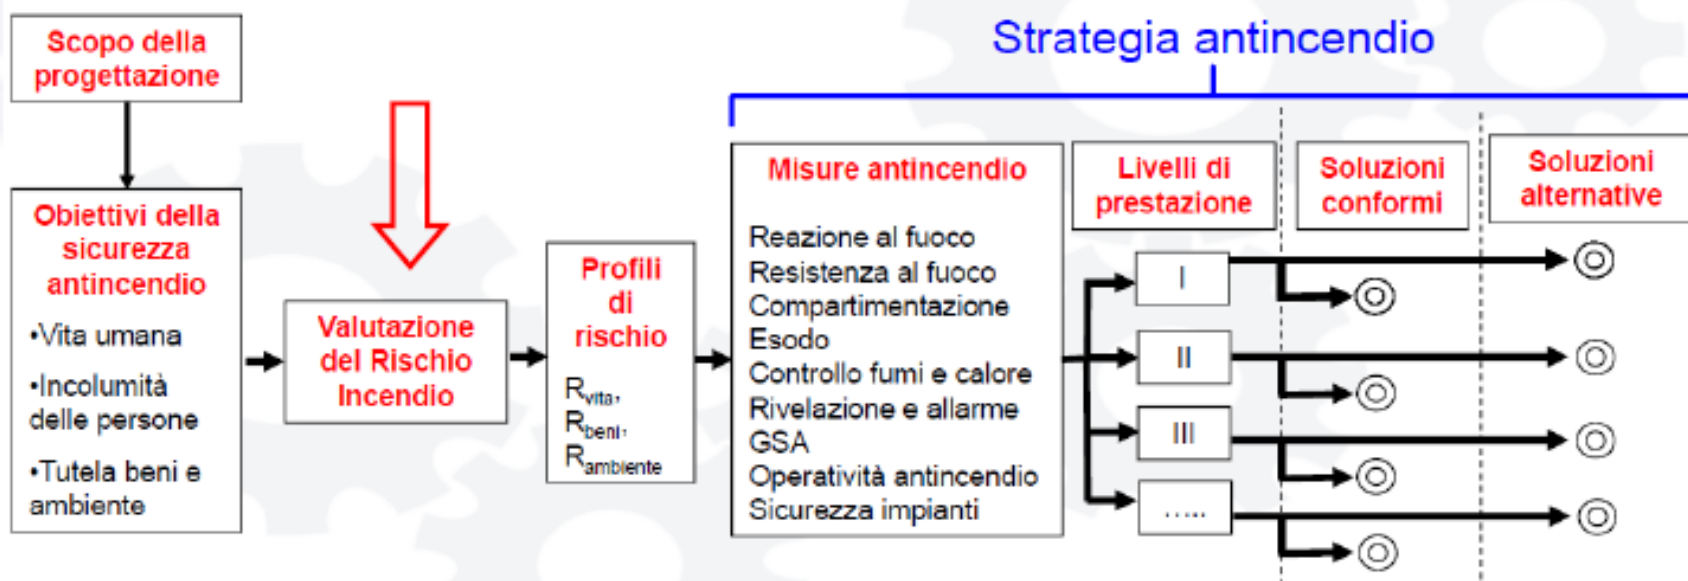 Strategia antincendio
Scopo della
progettazione
Obiettivi della
sicurezza
antincendio
•Vita umana
•Incolumità
delle persone
•Tutela beni e
ambiente
Valutazione
del Rischio
Incendio
Profili
di
rischio
Rvita,
Rbeni,
Rambiente
Misure antincendio
Reazione al fuoco
Resistenza al fuoco
Compartimentazione
Esodo
Controllo fumi e calore
Rivelazione e allarme
GSA
Operatività antincendio
Sicurezza impianti
Livelli di
prestazione
I
II
III
.....
Soluzioni
conformi
Soluzioni
alternative